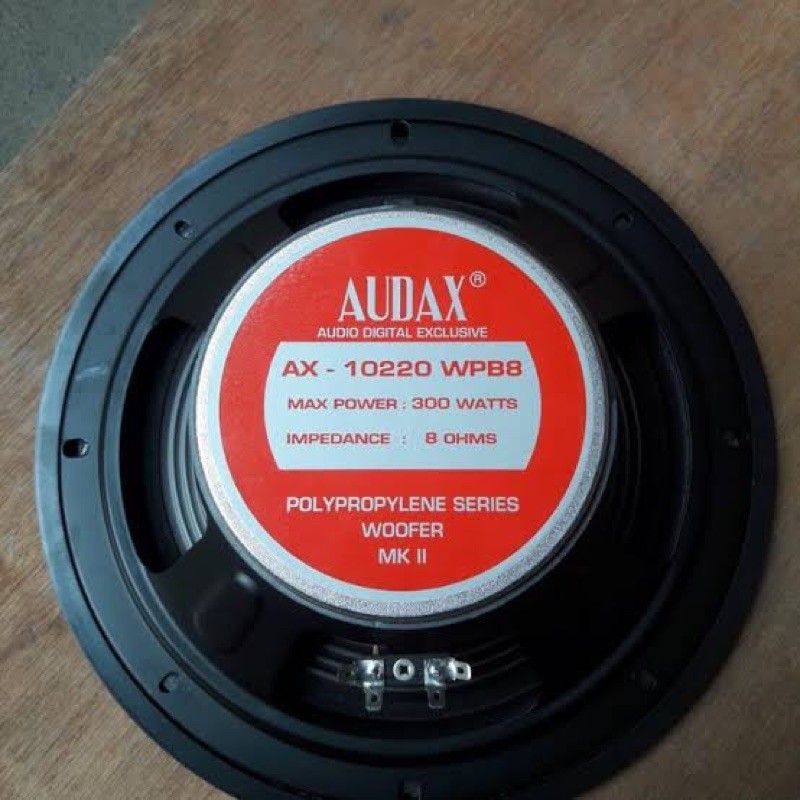 AUDAX®
AUDIO DIGITAL EXCLUSIVE
AX - 10220 WPB8
MAX POWER : 300 WATTS
IMPEDANCE : 8 OHMS
POLYPROPYLENE SERIES
WOOFER
MK II